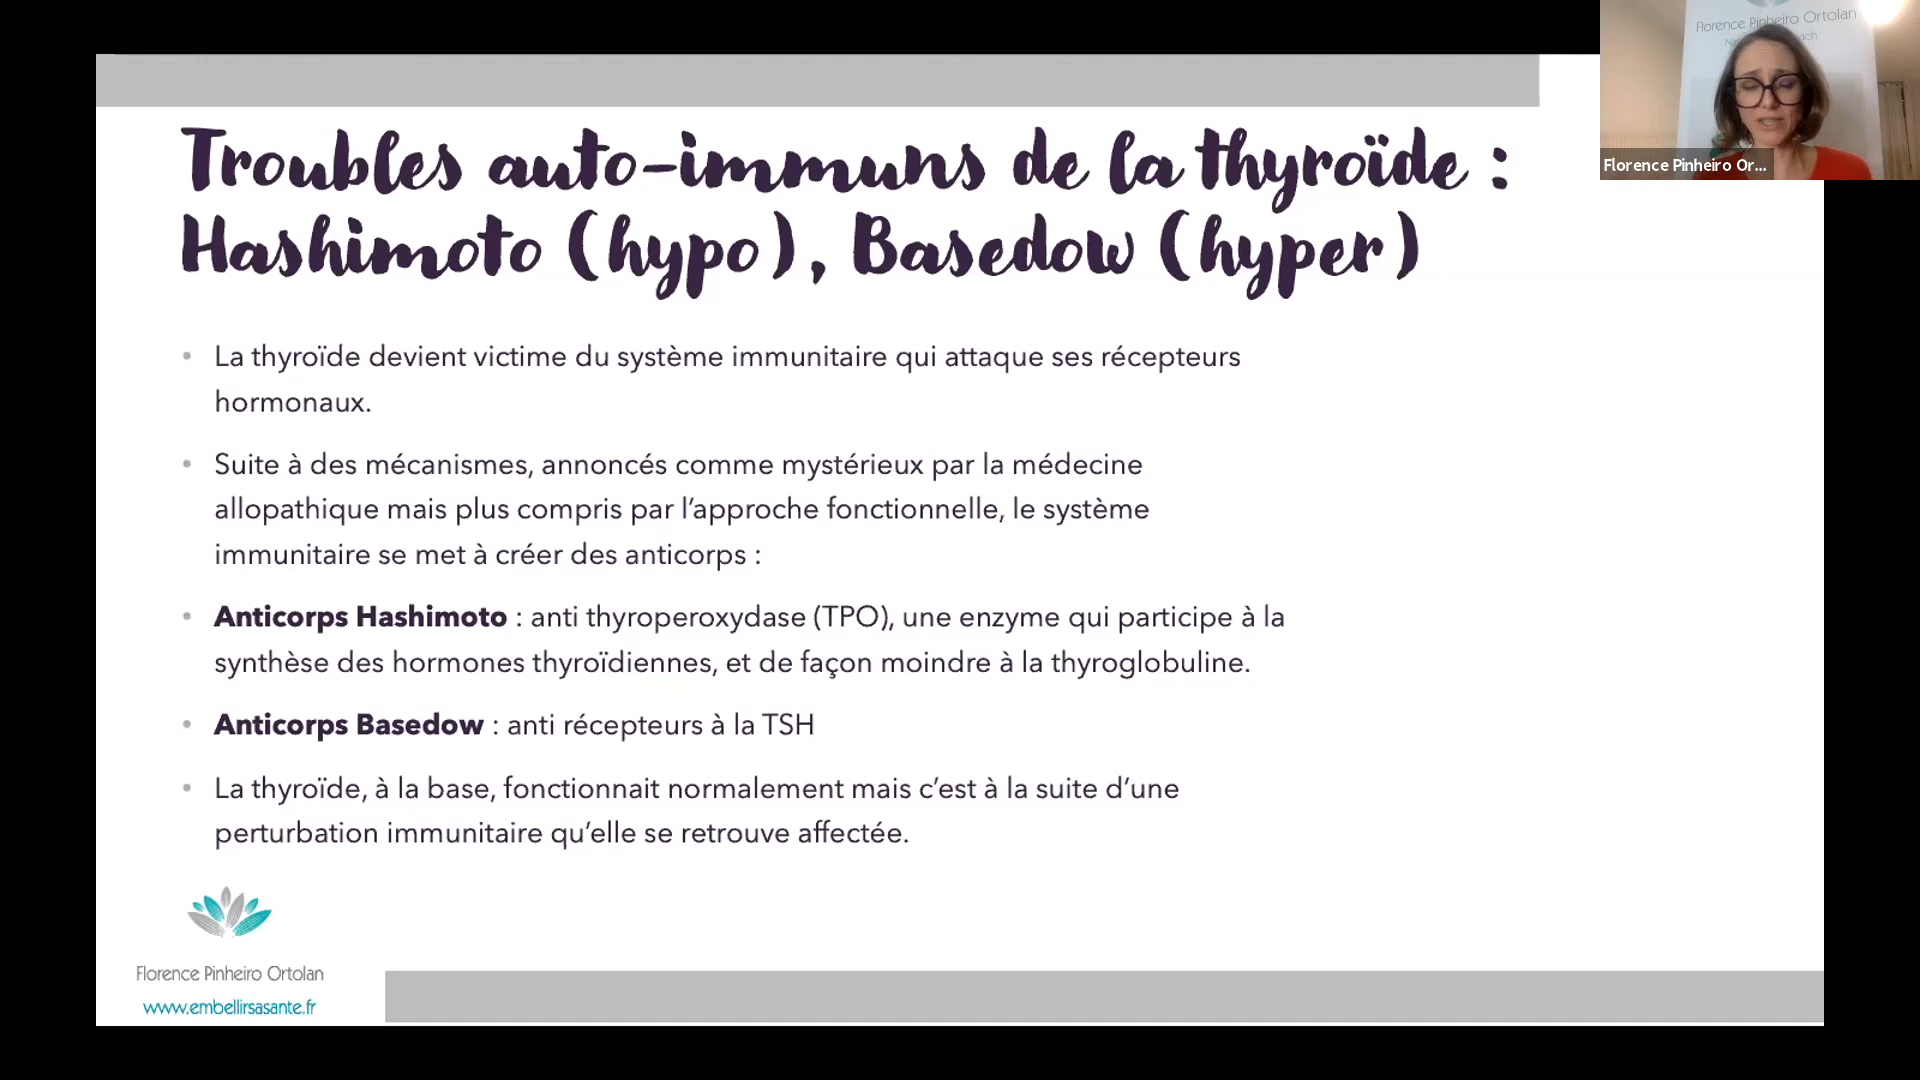 Florence Pinheiro Ortolan
Troubles auto-immuns de la thyroïde :
Hashimoto (hypo), Basedow (hyper)
Florence Pinheiro Or...
• La thyroïde devient victime du système immunitaire qui attaque ses récepteurs
hormonaux.
• Suite à des mécanismes, annoncés comme mystérieux par la médecine
allopathique mais plus compris par l’approche fonctionnelle, le système
immunitaire se met à créer des anticorps :
• Anticorps Hashimoto : anti thyroperoxydase (TPO), une enzyme qui participe à la
synthèse des hormones thyroïdiennes, et de façon moindre à la thyroglobuline.
• Anticorps Basedow : anti récepteurs à la TSH
• La thyroïde, à la base, fonctionnait normalement mais c’est à la suite d’une
perturbation immunitaire qu’elle se retrouve affectée.
Florence Pinheiro Ortolan
www.embellirsasante.fr